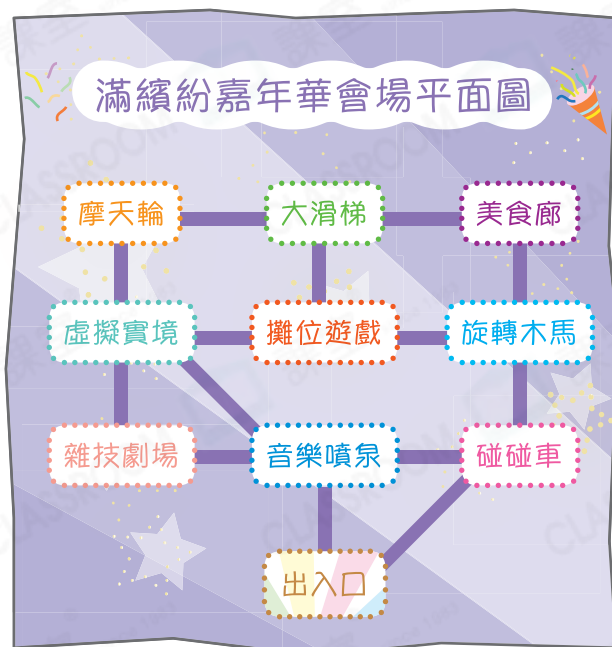 滿繽紛嘉年華會場平面圖
摩天輪 大滑梯 美食廊
虛擬實境 攤位遊戲 旋轉木馬
雜技劇場 音樂噴泉 碰碰車
出入口